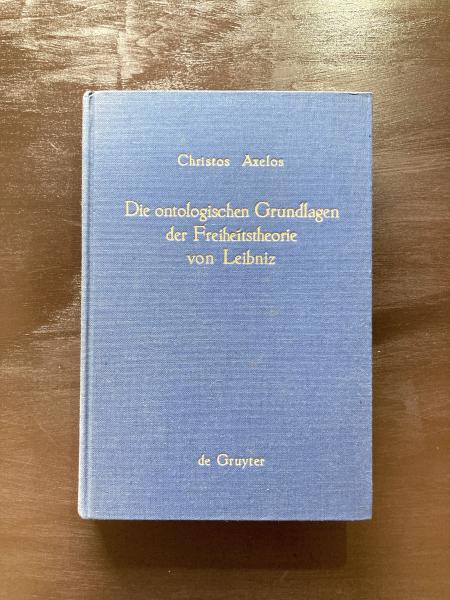 Christos Axelos
Die ontologischen Grundlagen
der Freiheitstheorie
von Leibniz
de Gruyter